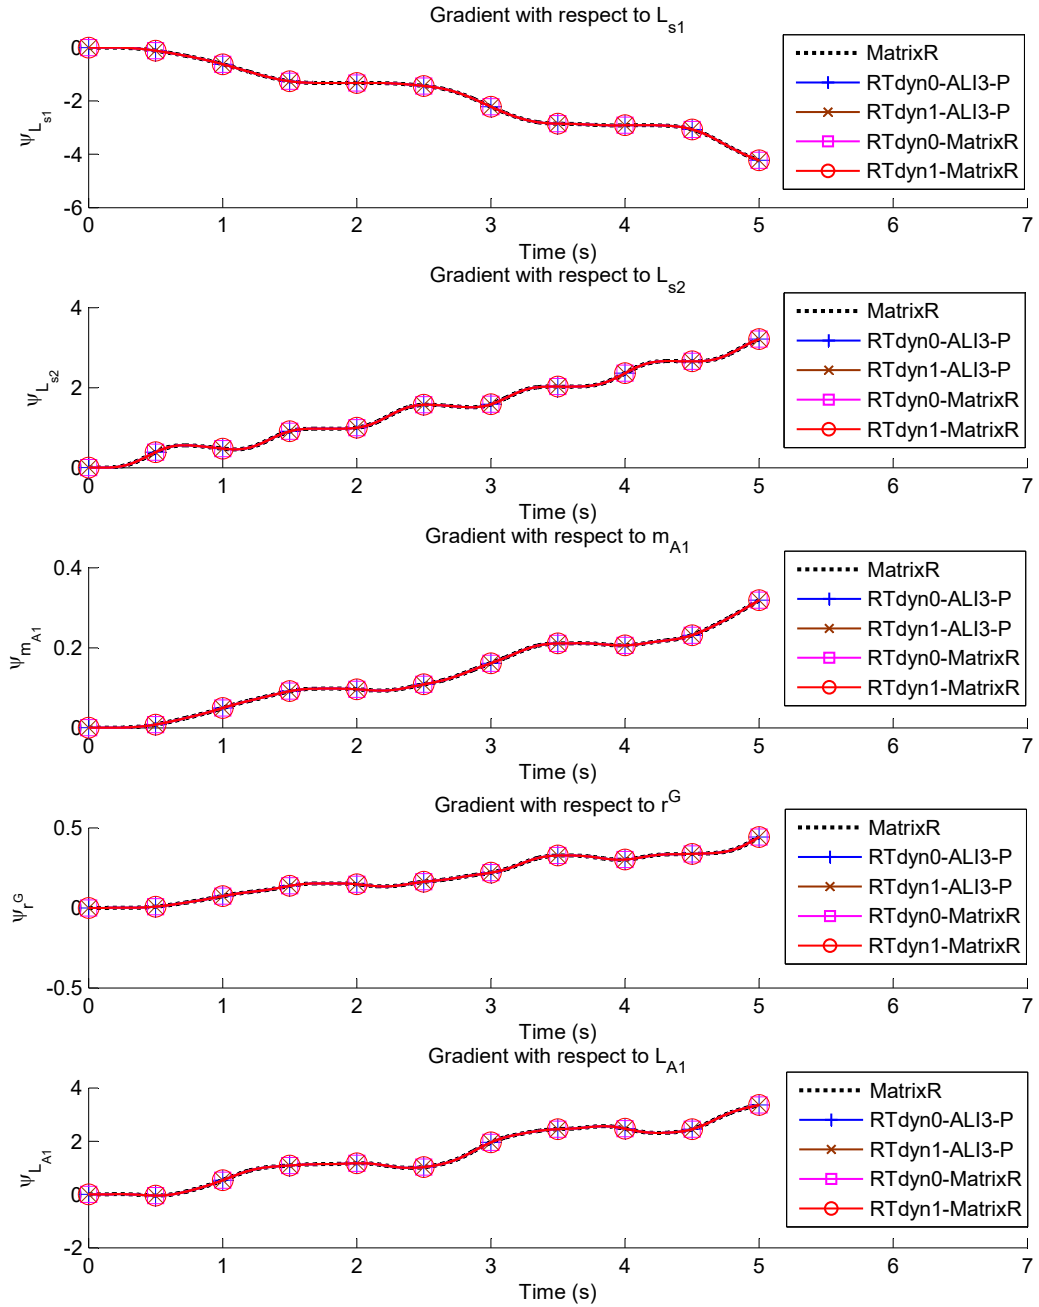 Gradient with respect to L_s1
0
-2
-4
-6
ψ_L_s1
MatrixR
RTdyn0-ALI3-P
RTdyn1-ALI3-P
RTdyn0-MatrixR
RTdyn1-MatrixR
0 1 2 3 4 5 6 7
Time (s)
Gradient with respect to L_s2
4
2
0
ψ_L_s2
MatrixR
RTdyn0-ALI3-P
RTdyn1-ALI3-P
RTdyn0-MatrixR
RTdyn1-MatrixR
0 1 2 3 4 5 6 7
Time (s)
Gradient with respect to m_A1
0.4
0.2
0
ψ_m_A1
MatrixR
RTdyn0-ALI3-P
RTdyn1-ALI3-P
RTdyn0-MatrixR
RTdyn1-MatrixR
0 1 2 3 4 5 6 7
Time (s)
Gradient with respect to r^G
0.5
0
-0.5
ψ_r^G
MatrixR
RTdyn0-ALI3-P
RTdyn1-ALI3-P
RTdyn0-MatrixR
RTdyn1-MatrixR
0 1 2 3 4 5 6 7
Time (s)
Gradient with respect to L_A1
4
2
0
-2
ψ_L_A1
MatrixR
RTdyn0-ALI3-P
RTdyn1-ALI3-P
RTdyn0-MatrixR
RTdyn1-MatrixR
0 1 2 3 4 5 6 7
Time (s)